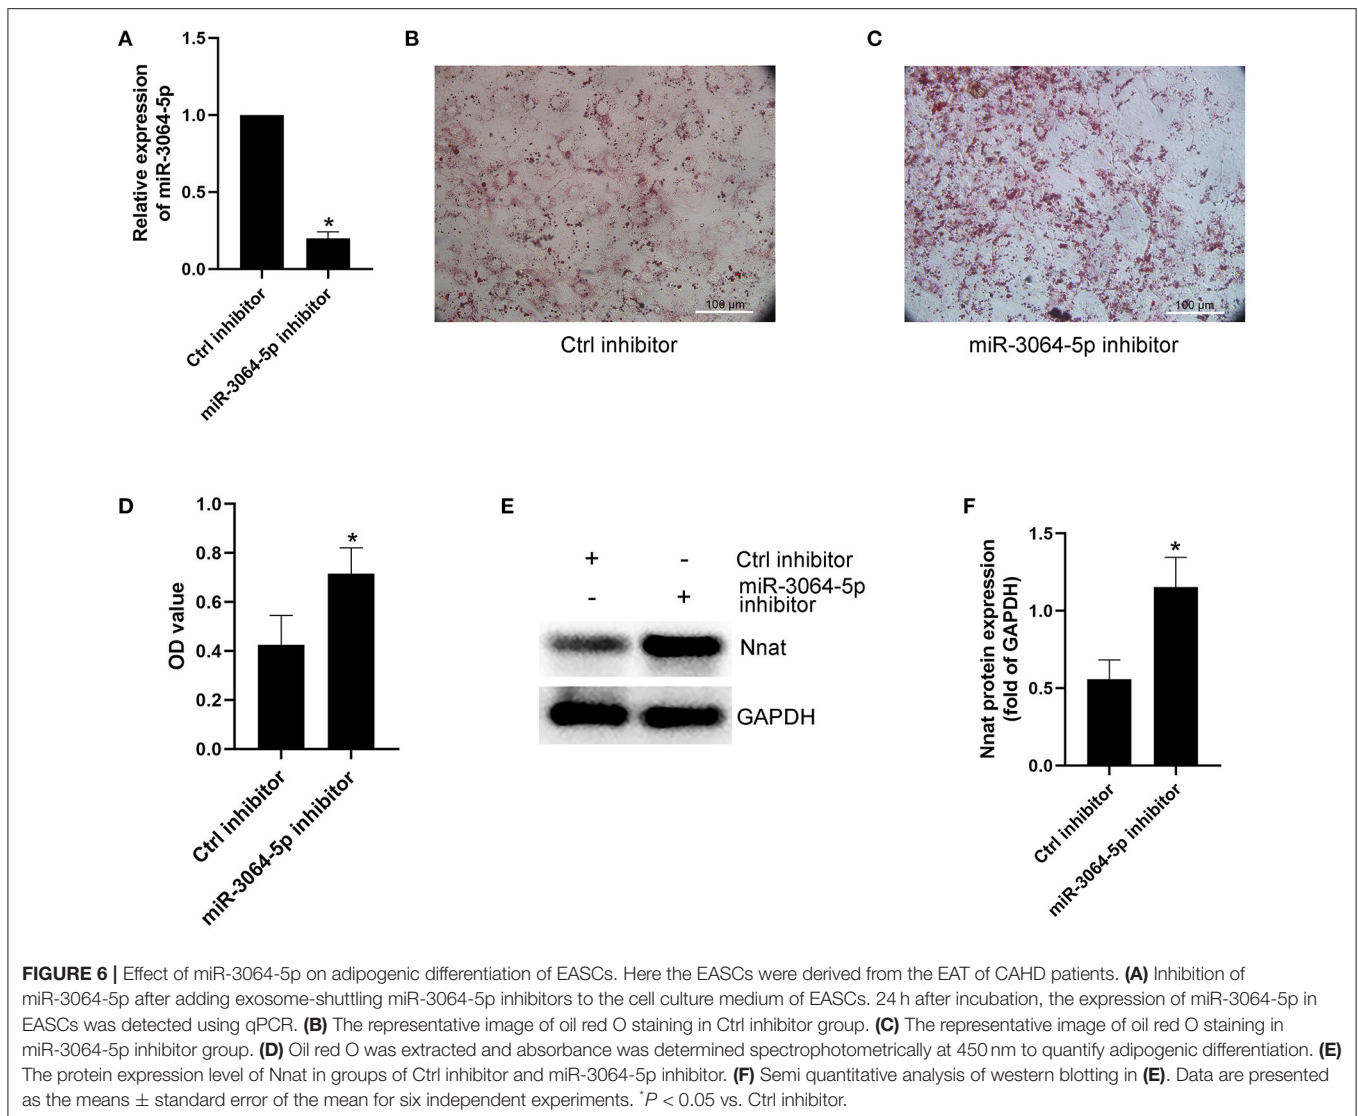 A
1.5
1.0
0.5
0.0
Relative expression
of miR-3064-5p
*
Ctrl inhibitor
miR-3064-5p inhibitor
B
100 µm
Ctrl inhibitor
C
100 µm
miR-3064-5p inhibitor
D
1.0
0.8
0.6
0.4
0.2
0.0
OD value
*
Ctrl inhibitor
miR-3064-5p inhibitor
E
+ - Ctrl inhibitor
- + miR-3064-5p
inhibitor
Nnat
GAPDH
F
1.5
1.0
0.5
0.0
Nnat protein expression
(fold of GAPDH)
*
Ctrl inhibitor
miR-3064-5p inhibitor
FIGURE 6 | Effect of miR-3064-5p on adipogenic differentiation of EASCs. Here the EASCs were derived from the EAT of CAHD patients. (A) Inhibition of
miR-3064-5p after adding exosome-shuttling miR-3064-5p inhibitors to the cell culture medium of EASCs. 24 h after incubation, the expression of miR-3064-5p in
EASCs was detected using qPCR. (B) The representative image of oil red O staining in Ctrl inhibitor group. (C) The representative image of oil red O staining in
miR-3064-5p inhibitor group. (D) Oil red O was extracted and absorbance was determined spectrophotometrically at 450 nm to quantify adipogenic differentiation. (E)
The protein expression level of Nnat in groups of Ctrl inhibitor and miR-3064-5p inhibitor. (F) Semi quantitative analysis of western blotting in (E). Data are presented
as the means ± standard error of the mean for six independent experiments. *P < 0.05 vs. Ctrl inhibitor.